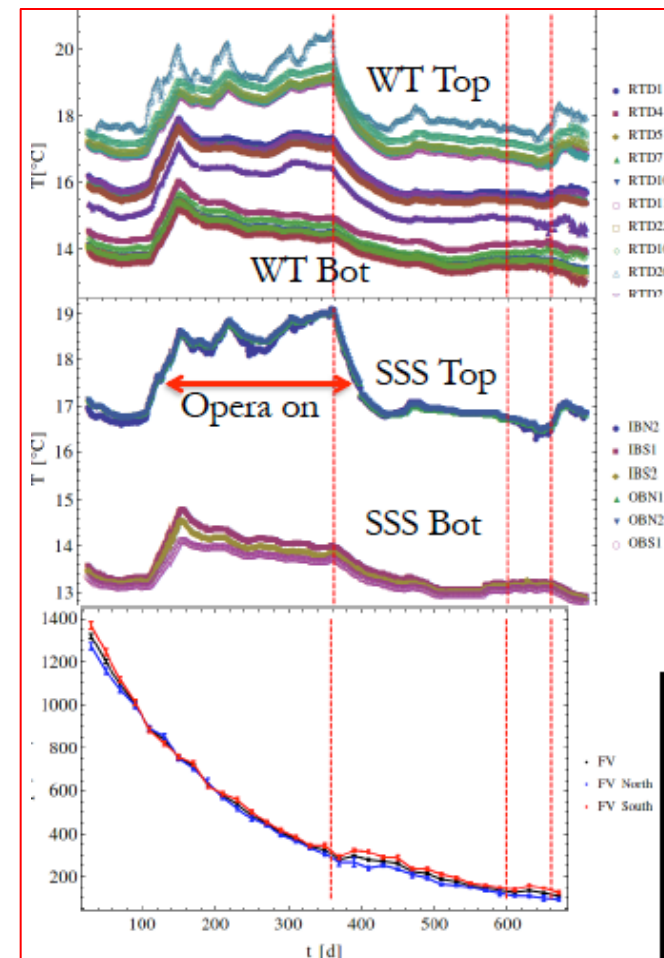 20
18
16
14
T[°C]
WT Top
WT Bot
RTD1
RTD4
RTD5
RTD7
19
18
17
16
15
14
13
T [°C]
SSS Top
Opera on
SSS Bot
IBN2
IBS1
IBS2
OBN1
OBN2
OBS1
1400
1200
1000
800
600
400
200
FV
FV North
FV South
100 200 300 400 600
t [d]